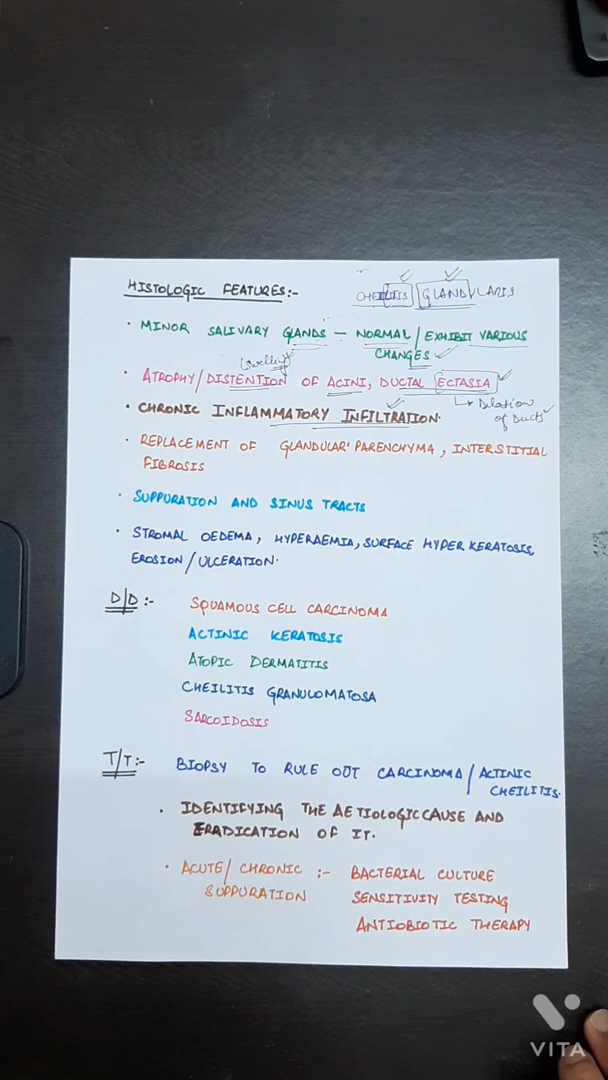 HISTOLOGIC FEATURES:-
CHEILITIS GLANDULARIS
• MINOR SALIVARY GLANDS – NORMAL / EXHIBIT VARIOUS
CHANGES
(swelling)
• ATROPHY/DISTENTION OF ACINI, DUCTAL ECTASIA
↳ Dilation
of Ducts
• CHRONIC INFLAMMATORY INFILTRATION.
• REPLACEMENT OF GLANDULAR PARENCHYMA, INTERSTITIAL
FIBROSIS
• SUPPURATION AND SINUS TRACTS
• STROMAL OEDEMA, HYPERAEMIA, SURFACE HYPER KERATOSIS,
EROSION/ULCERATION.
D/D:- SQUAMOUS CELL CARCINOMA
ACTINIC KERATOSIS
ATOPIC DERMATITIS
CHEILITIS GRANULOMATOSA
SARCOIDOSIS
T/T:- BIOPSY TO RULE OUT CARCINOMA/ACTINIC
CHEILITIS.
• IDENTIFYING THE AETIOLOGIC CAUSE AND
ERADICATION OF IT.
• ACUTE/CHRONIC :- BACTERIAL CULTURE
SUPPURATION SENSITIVITY TESTING
ANTIOBIOTIC THERAPY
VITA